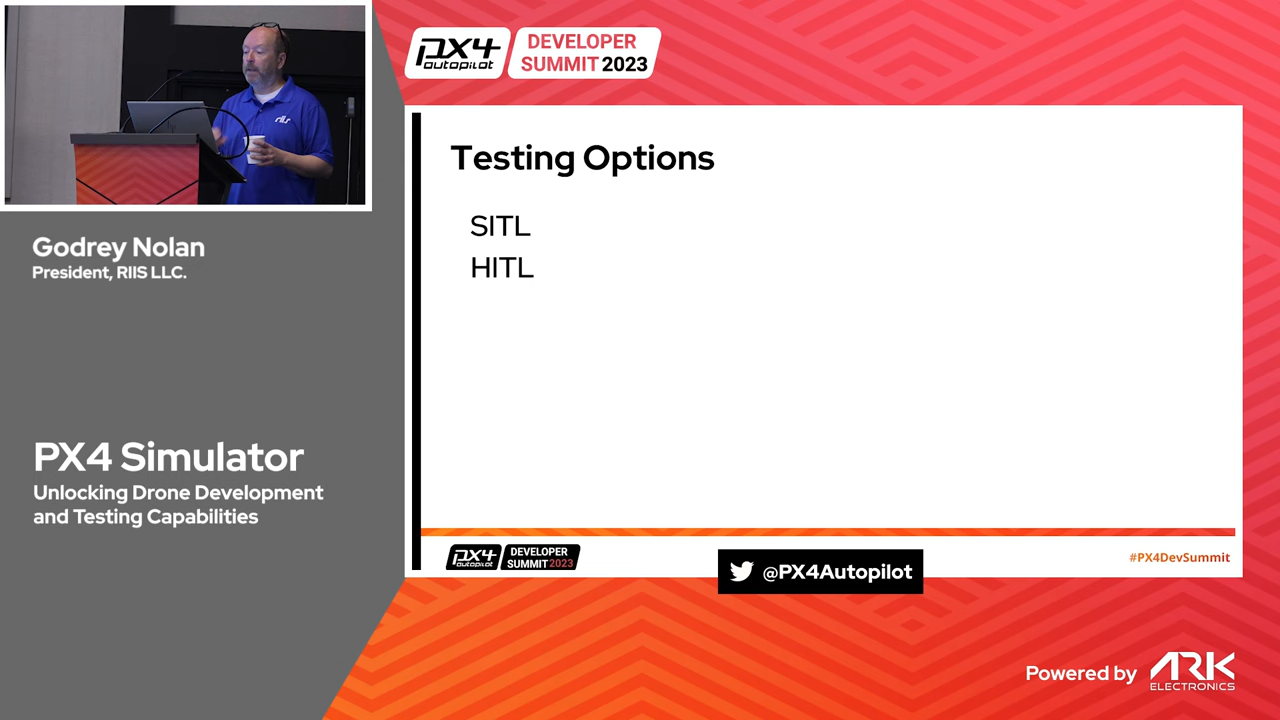 PX4 autopilot
DEVELOPER
SUMMIT 2023
riis
Godrey Nolan
President, RIIS LLC.
PX4 Simulator
Unlocking Drone Development
and Testing Capabilities
Testing Options
SITL
HITL
PX4 autopilot
DEVELOPER
SUMMIT 2023
@PX4Autopilot
#PX4DevSummit
Powered by
ARK
ELECTRONICS